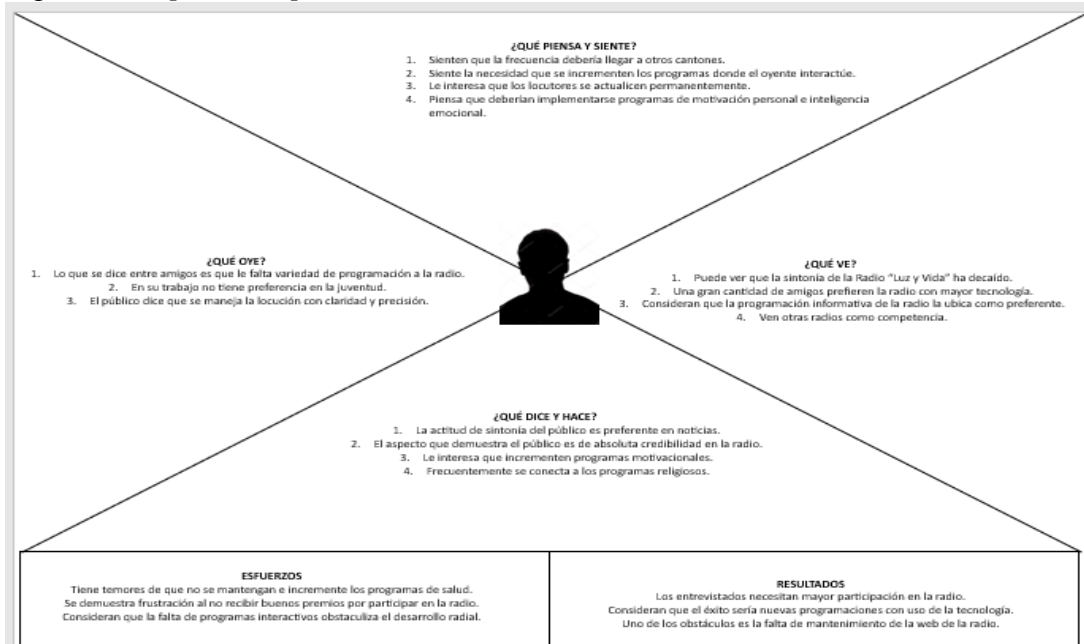 ¿QUÉ PIENSA Y SIENTE?
1. Sienten que la frecuencia debería llegar a otros cantones.
2. Siente la necesidad que se incrementen los programas donde el oyente interactúe.
3. Le interesa que los locutores se actualicen permanentemente.
4. Piensa que deberían implementarse programas de motivación personal e inteligencia
emocional.
¿QUÉ OYE?
1. Lo que se dice entre amigos es que le falta variedad de programación a la radio.
2. En su trabajo no tiene preferencia en la juventud.
3. El público dice que se maneja la locución con claridad y precisión.
¿QUÉ VE?
1. Puede ver que la sintonía de la Radio “Luz y Vida” ha decaído.
2. Una gran cantidad de amigos prefieren la radio con mayor tecnología.
3. Consideran que la programación informativa de la radio la ubica como preferente.
4. Ven otras radios como competencia.
¿QUÉ DICE Y HACE?
1. La actitud de sintonía del público es preferente en noticias.
2. El aspecto que demuestra el público es de absoluta credibilidad en la radio.
3. Le interesa que incrementen programas motivacionales.
4. Frecuentemente se conecta a los programas religiosos.
ESFUERZOS
Tiene temores de que no se mantengan e incremente los programas de salud.
Se demuestra frustración al no recibir buenos premios por participar en la radio.
Consideran que la falta de programas interactivos obstaculiza el desarrollo radial.
RESULTADOS
Los entrevistados necesitan mayor participación en la radio.
Consideran que el éxito sería nuevas programaciones con uso de la tecnología.
Uno de los obstáculos es la falta de mantenimiento de la web de la radio.